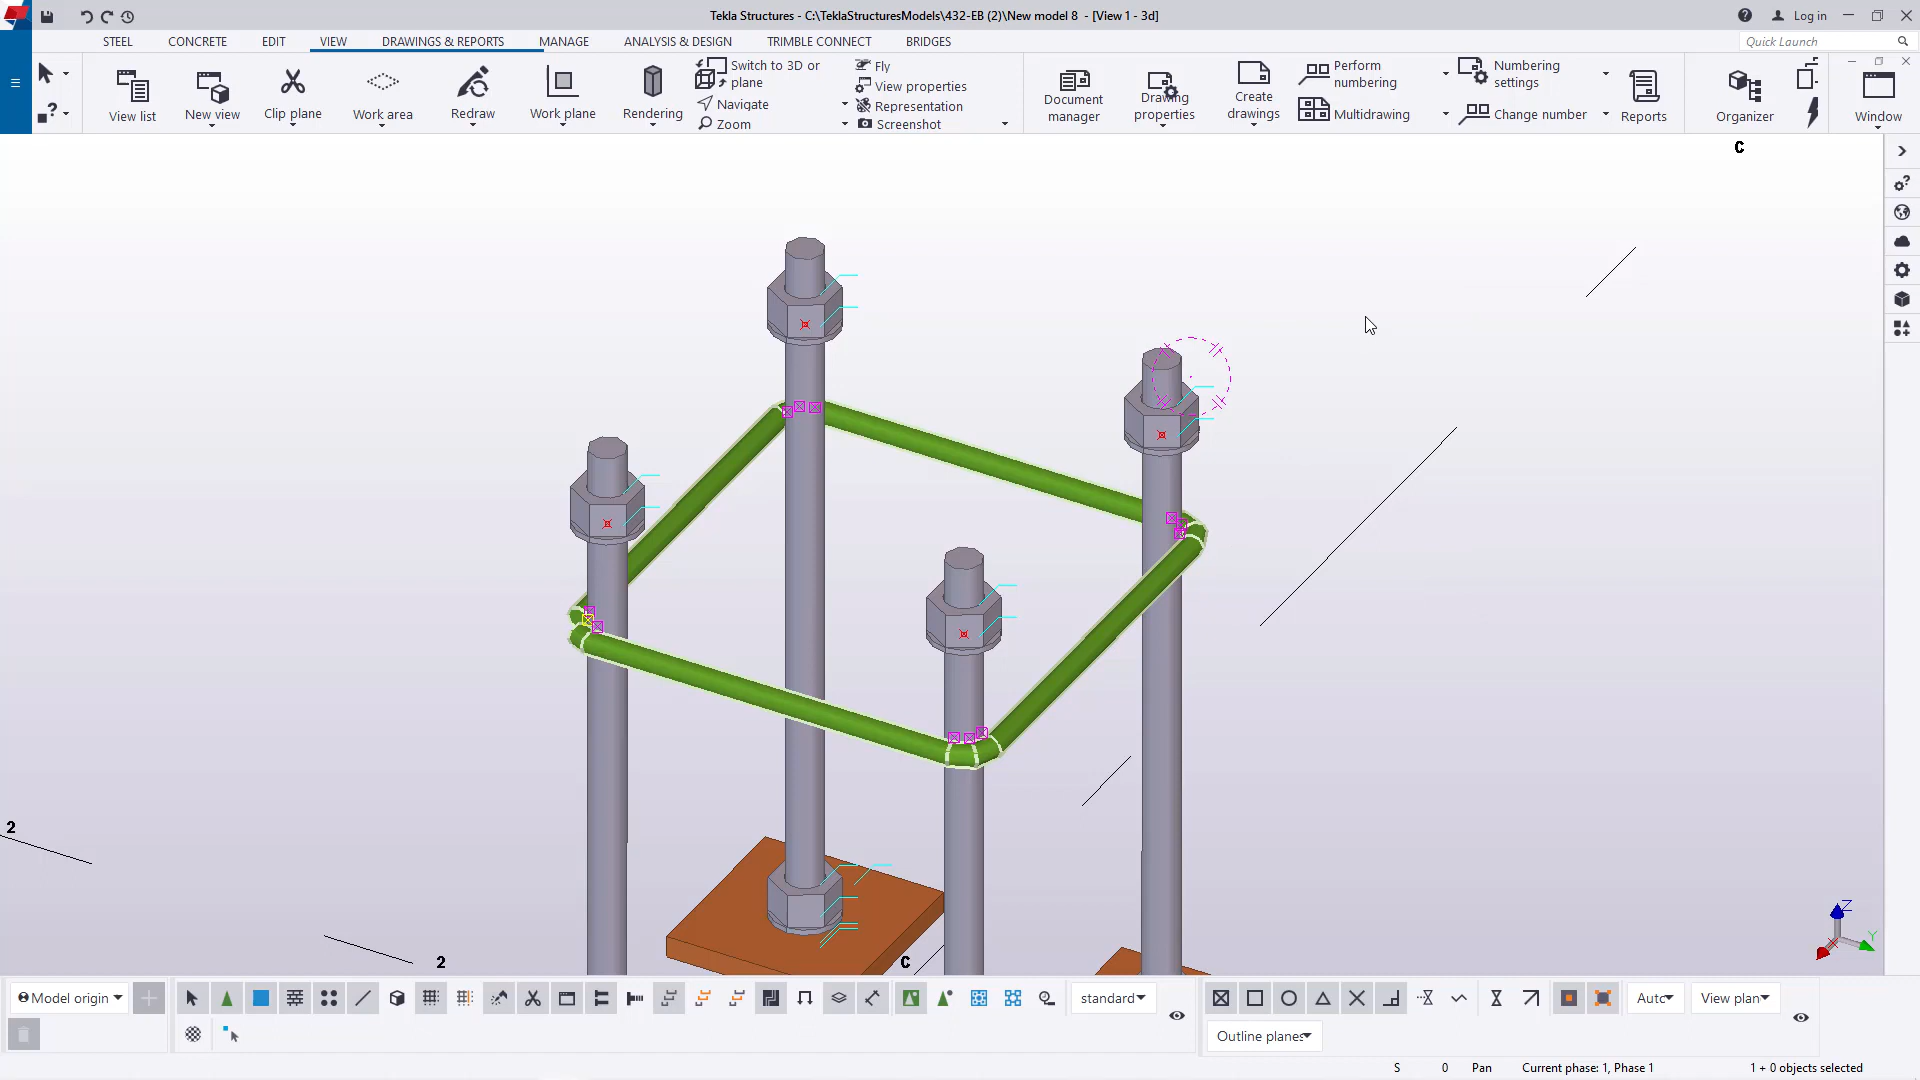 Tekla Structures - C:\TeklaStructuresModels\432-EB (2)\New model 8  - [View 1 - 3d]
Log in
STEEL CONCRETE EDIT VIEW DRAWINGS & REPORTS MANAGE ANALYSIS & DESIGN TRIMBLE CONNECT BRIDGES
Quick Launch
View list
New view
Clip plane
Work area
Redraw
Work plane
Rendering
Switch to 3D or plane
Navigate
Zoom
Fly
View properties
Representation
Screenshot
Document manager
Drawing properties
Create drawings
Perform numbering
Multidrawing
Numbering settings
Change number
Reports
Organizer
Window
C
2
2
C
Z
Y
Model origin
standard
Auto
View plan
Outline planes
S 0 Pan Current phase: 1, Phase 1 1 + 0 objects selected